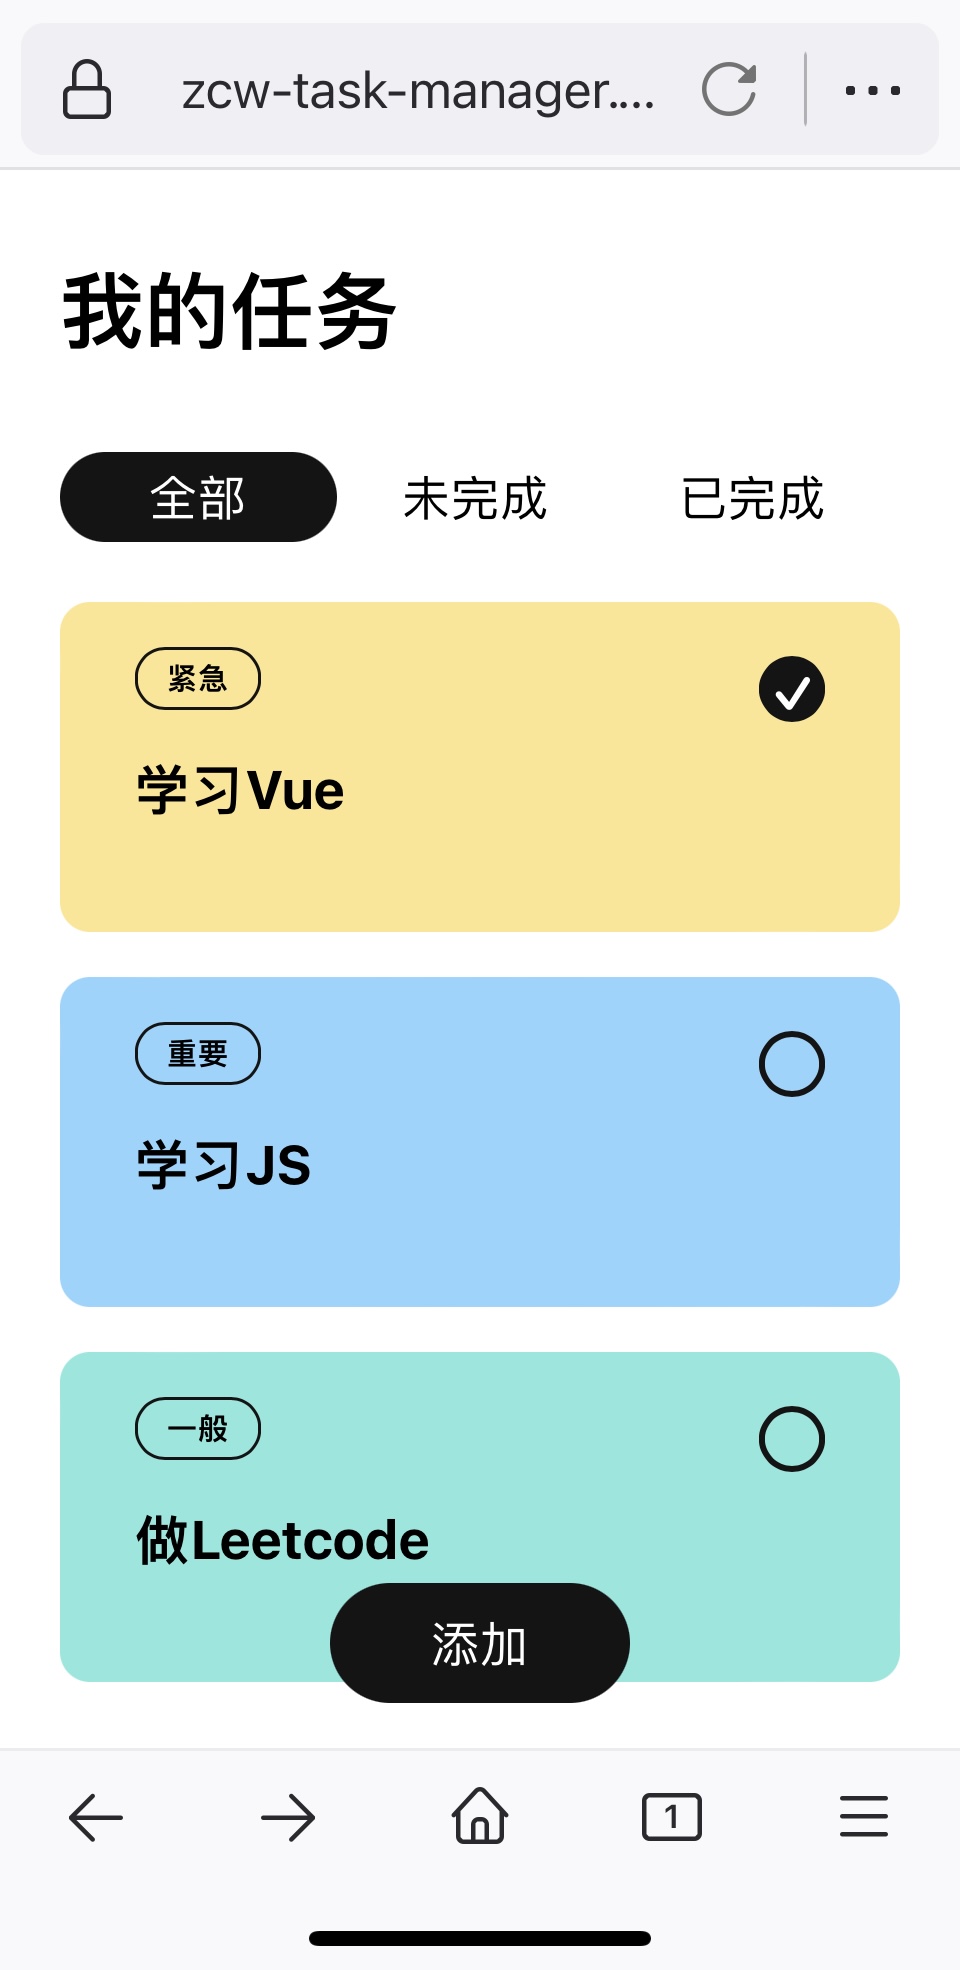 zcw-task-manager....
我的任务
全部 未完成 已完成
紧急
学习Vue
重要
学习JS
一般
做Leetcode
添加
1